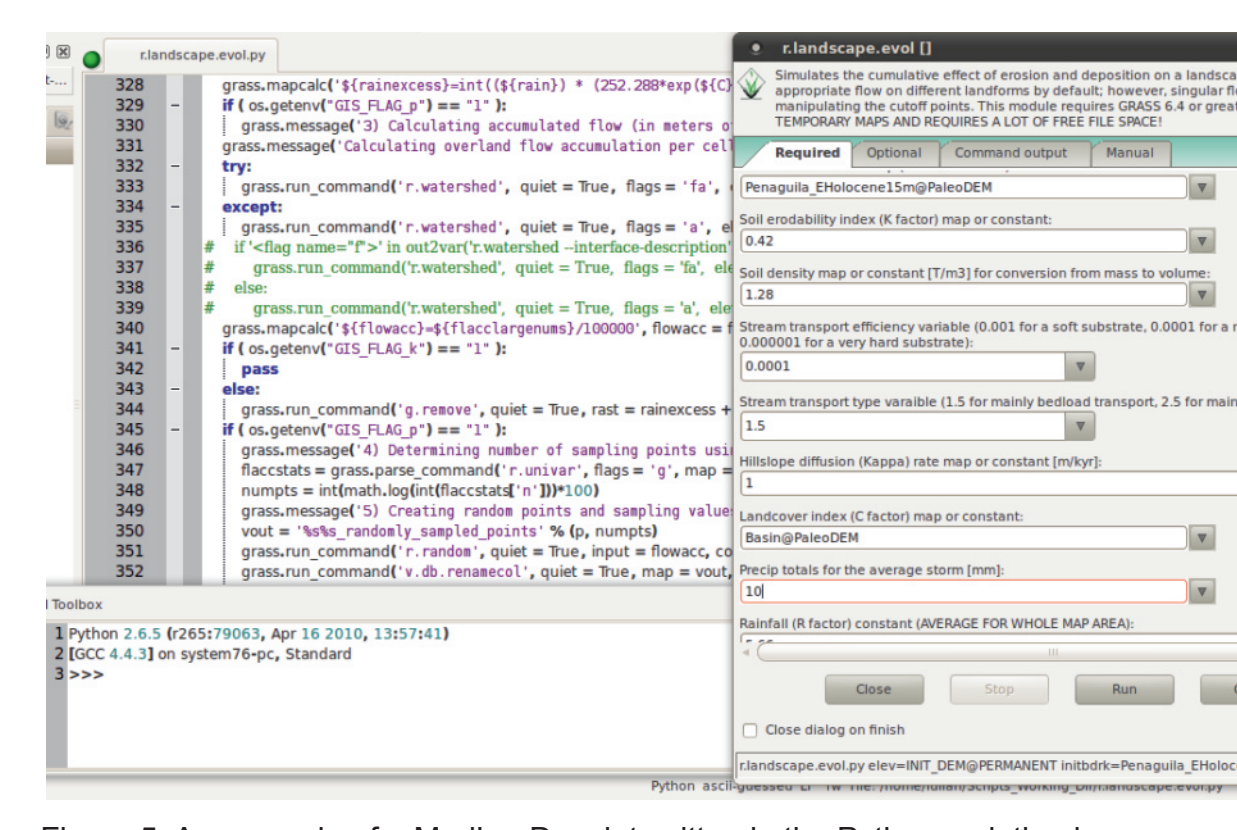 r.landscape.evol.py
328 grass.mapcalc('${rainexcess}=int((${rain}) * (252.288*exp(${C}
329 if ( os.getenv("GIS_FLAG_p") == "1" ):
330 grass.message('3) Calculating accumulated flow (in meters o
331 grass.message('Calculating overland flow accumulation per cell
332 try:
333 grass.run_command('r.watershed', quiet = True, flags = 'fa',
334 except:
335 grass.run_command('r.watershed', quiet = True, flags = 'a', el
336 # if '<flag name="f">' in out2var('r.watershed --interface-description'
337 # grass.run_command('r.watershed', quiet = True, flags = 'fa', ele
338 # else:
339 # grass.run_command('r.watershed', quiet = True, flags = 'a', ele
340 grass.mapcalc('${flowacc}=${flacclargenums}/100000', flowacc = f
341 if ( os.getenv("GIS_FLAG_k") == "1" ):
342 pass
343 else:
344 grass.run_command('g.remove', quiet = True, rast = rainexcess +
345 if ( os.getenv("GIS_FLAG_p") == "1" ):
346 grass.message('4) Determining number of sampling points usi
347 flaccstats = grass.parse_command('r.univar', flags = 'g', map =
348 numpts = int(math.log(int(flaccstats['n']))*100)
349 grass.message('5) Creating random points and sampling value
350 vout = '%s%s_randomly_sampled_points' % (p, numpts)
351 grass.run_command('r.random', quiet = True, input = flowacc, co
352 grass.run_command('v.db.renamecol', quiet = True, map = vout,
Toolbox
1 Python 2.6.5 (r265:79063, Apr 16 2010, 13:57:41)
2 [GCC 4.4.3] on system76-pc, Standard
3 >>>
r.landscape.evol []
Simulates the cumulative effect of erosion and deposition on a landsca
appropriate flow on different landforms by default; however, singular fl
manipulating the cutoff points. This module requires GRASS 6.4 or great
TEMPORARY MAPS AND REQUIRES A LOT OF FREE FILE SPACE!
Required Optional Command output Manual
Penaguila_EHolocene15m@PaleoDEM
Soil erodability index (K factor) map or constant:
0.42
Soil density map or constant [T/m3] for conversion from mass to volume:
1.28
Stream transport efficiency variable (0.001 for a soft substrate, 0.0001 for a
0.000001 for a very hard substrate):
0.0001
Stream transport type varaible (1.5 for mainly bedload transport, 2.5 for main
1.5
Hillslope diffusion (Kappa) rate map or constant [m/kyr]:
1
Landcover index (C factor) map or constant:
Basin@PaleoDEM
Precip totals for the average storm [mm]:
10
Rainfall (R factor) constant (AVERAGE FOR WHOLE MAP AREA):
Close Stop Run
Close dialog on finish
r.landscape.evol.py elev=INIT_DEM@PERMANENT initbdrk=Penaguila_EHoloc
Python